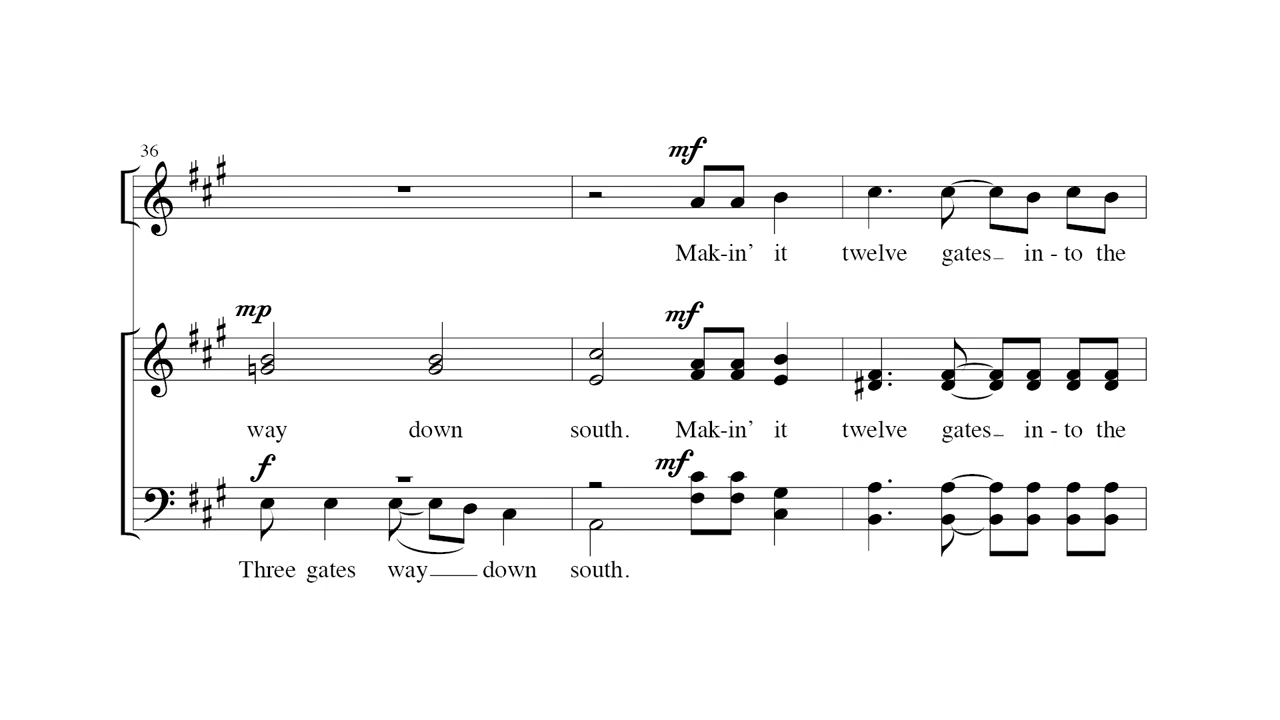 36
mf
Mak-in’ it twelve gates in - to the
mp
mf
way down south. Mak-in’ it twelve gates in - to the
f
mf
Three gates way down south.